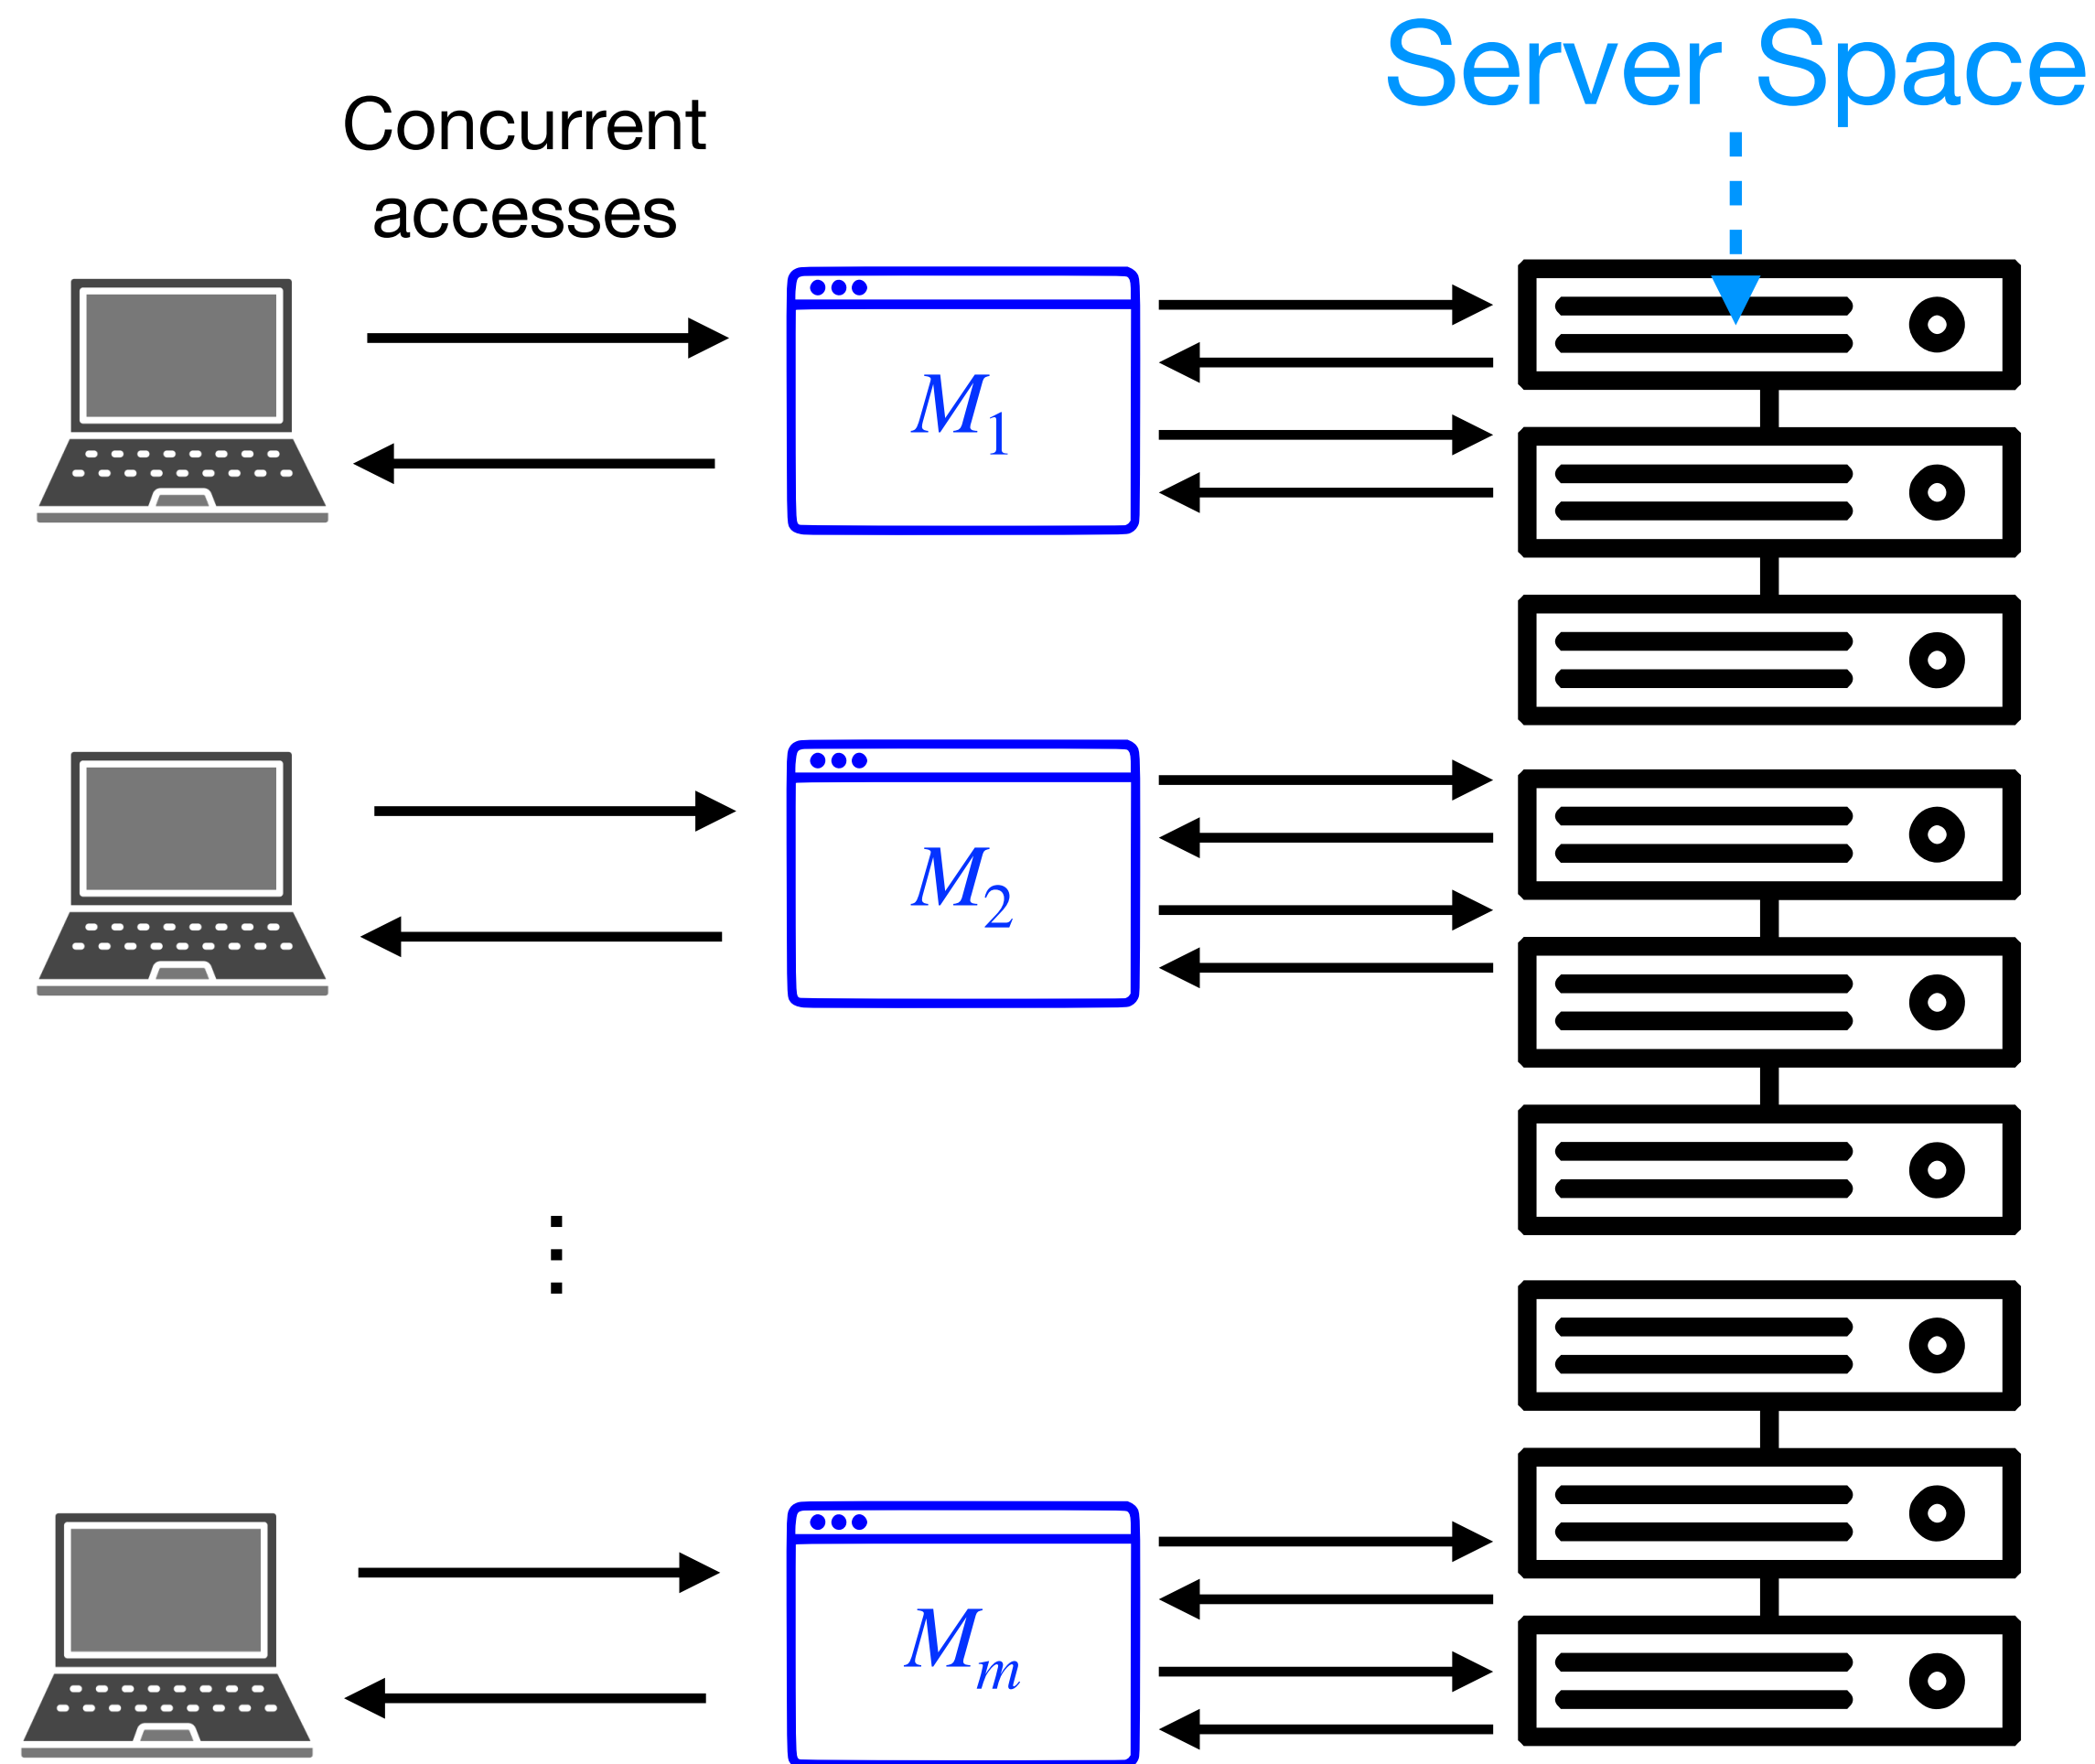 Server Space
Concurrent
accesses
M1
M2
⋮
Mm